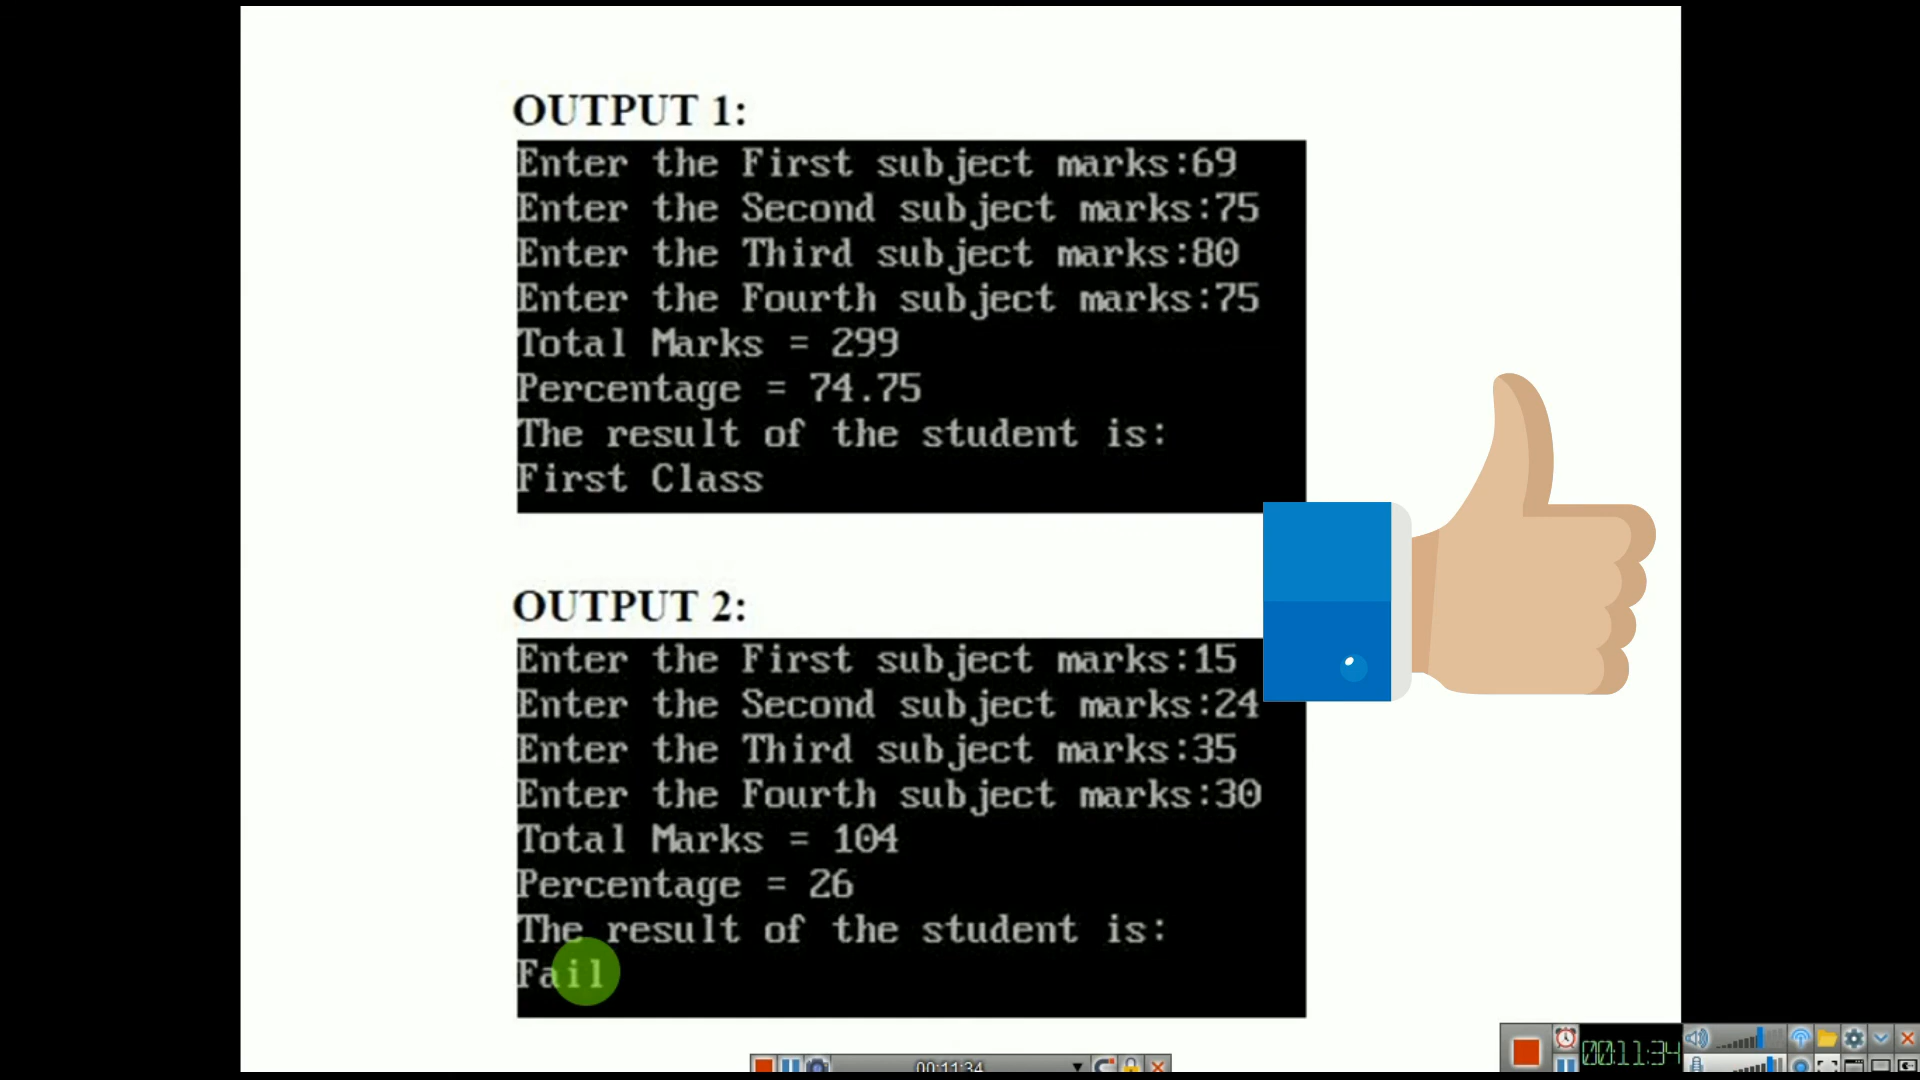 OUTPUT 1:
Enter the First subject marks:69
Enter the Second subject marks:75
Enter the Third subject marks:80
Enter the Fourth subject marks:75
Total Marks = 299
Percentage = 74.75
The result of the student is:
First Class
OUTPUT 2:
Enter the First subject marks:15
Enter the Second subject marks:24
Enter the Third subject marks:35
Enter the Fourth subject marks:30
Total Marks = 104
Percentage = 26
The result of the student is:
Fail
00:11:34
00:11:34